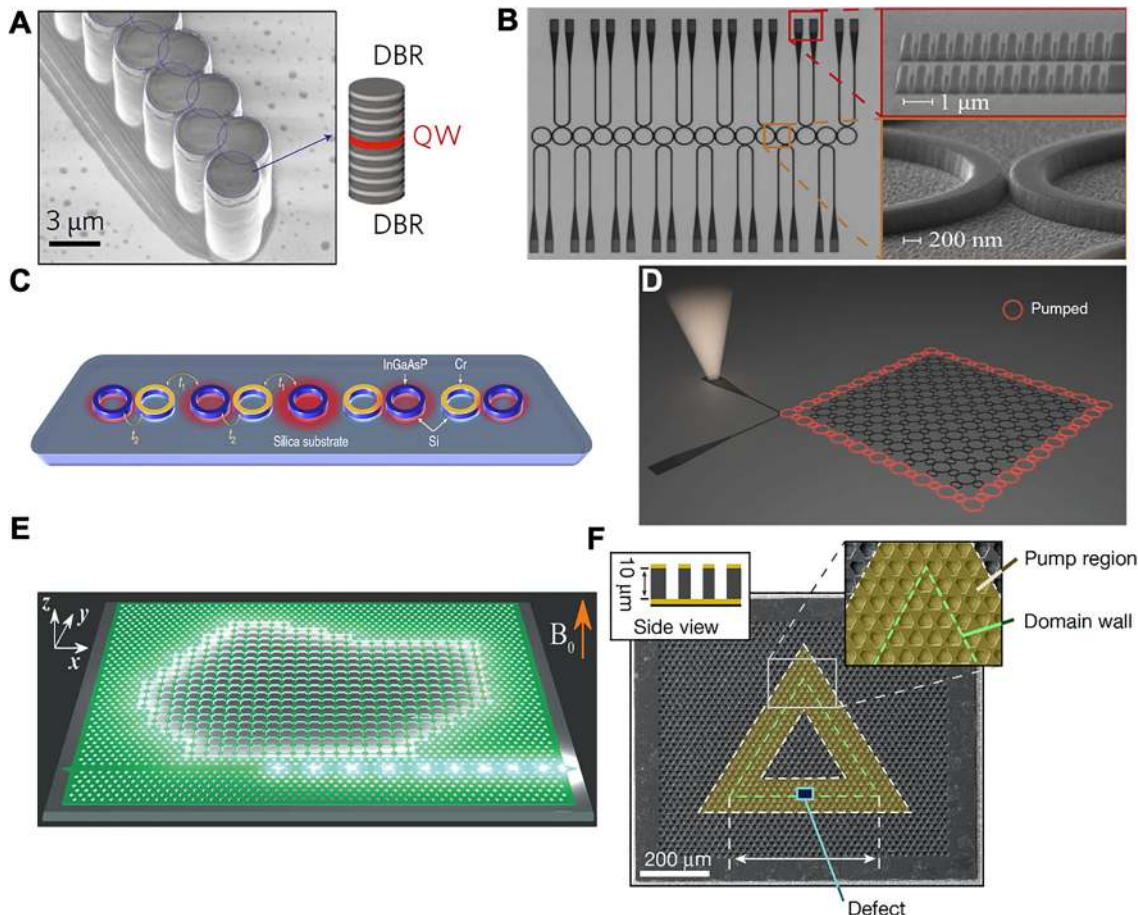 A
DBR
QW
DBR
3 μm
B
1 μm
200 nm
C
InGaAsP
Cr
t₁
t₁
t₂
t₂
Silica substrate
Si
D
Pumped
E
z
y
x
B₀
F
10 μm
Side view
Pump region
Domain wall
200 μm
Defect